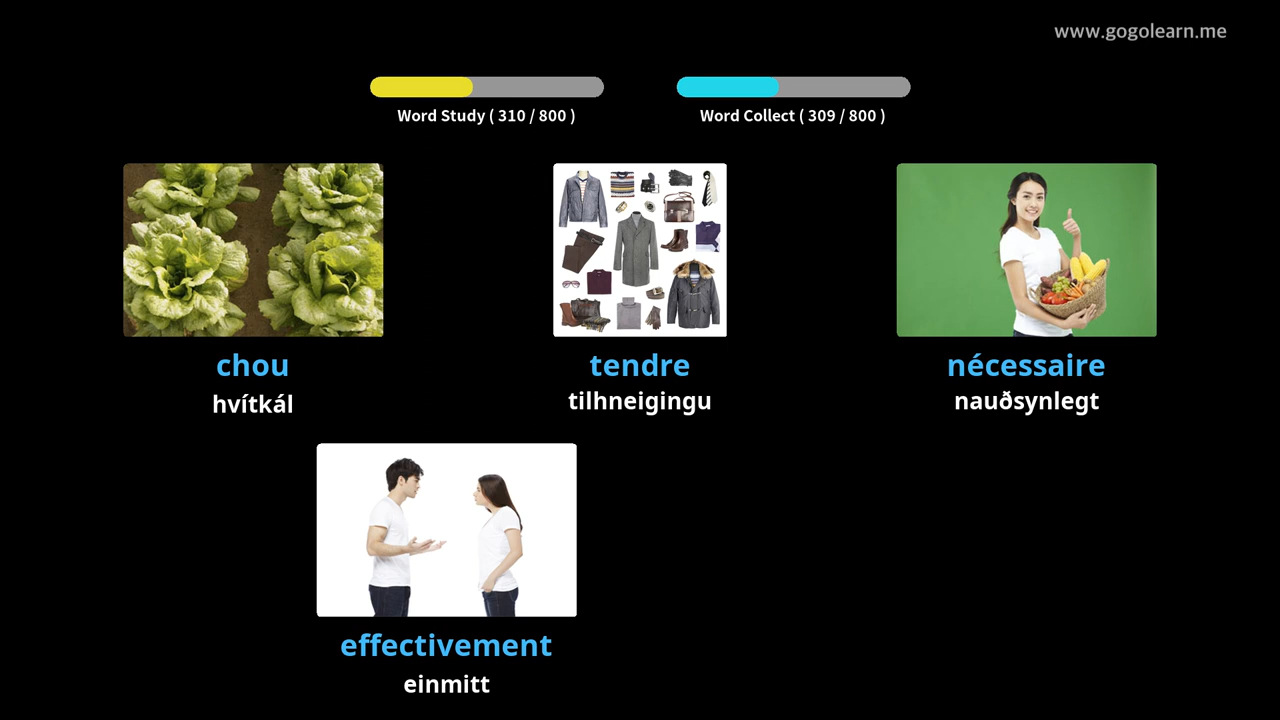 www.gogolearn.me
Word Study ( 310 / 800 )
Word Collect ( 309 / 800 )
chou
hvítkál
tendre
tilhneigingu
nécessaire
nauðsynlegt
effectivement
einmitt